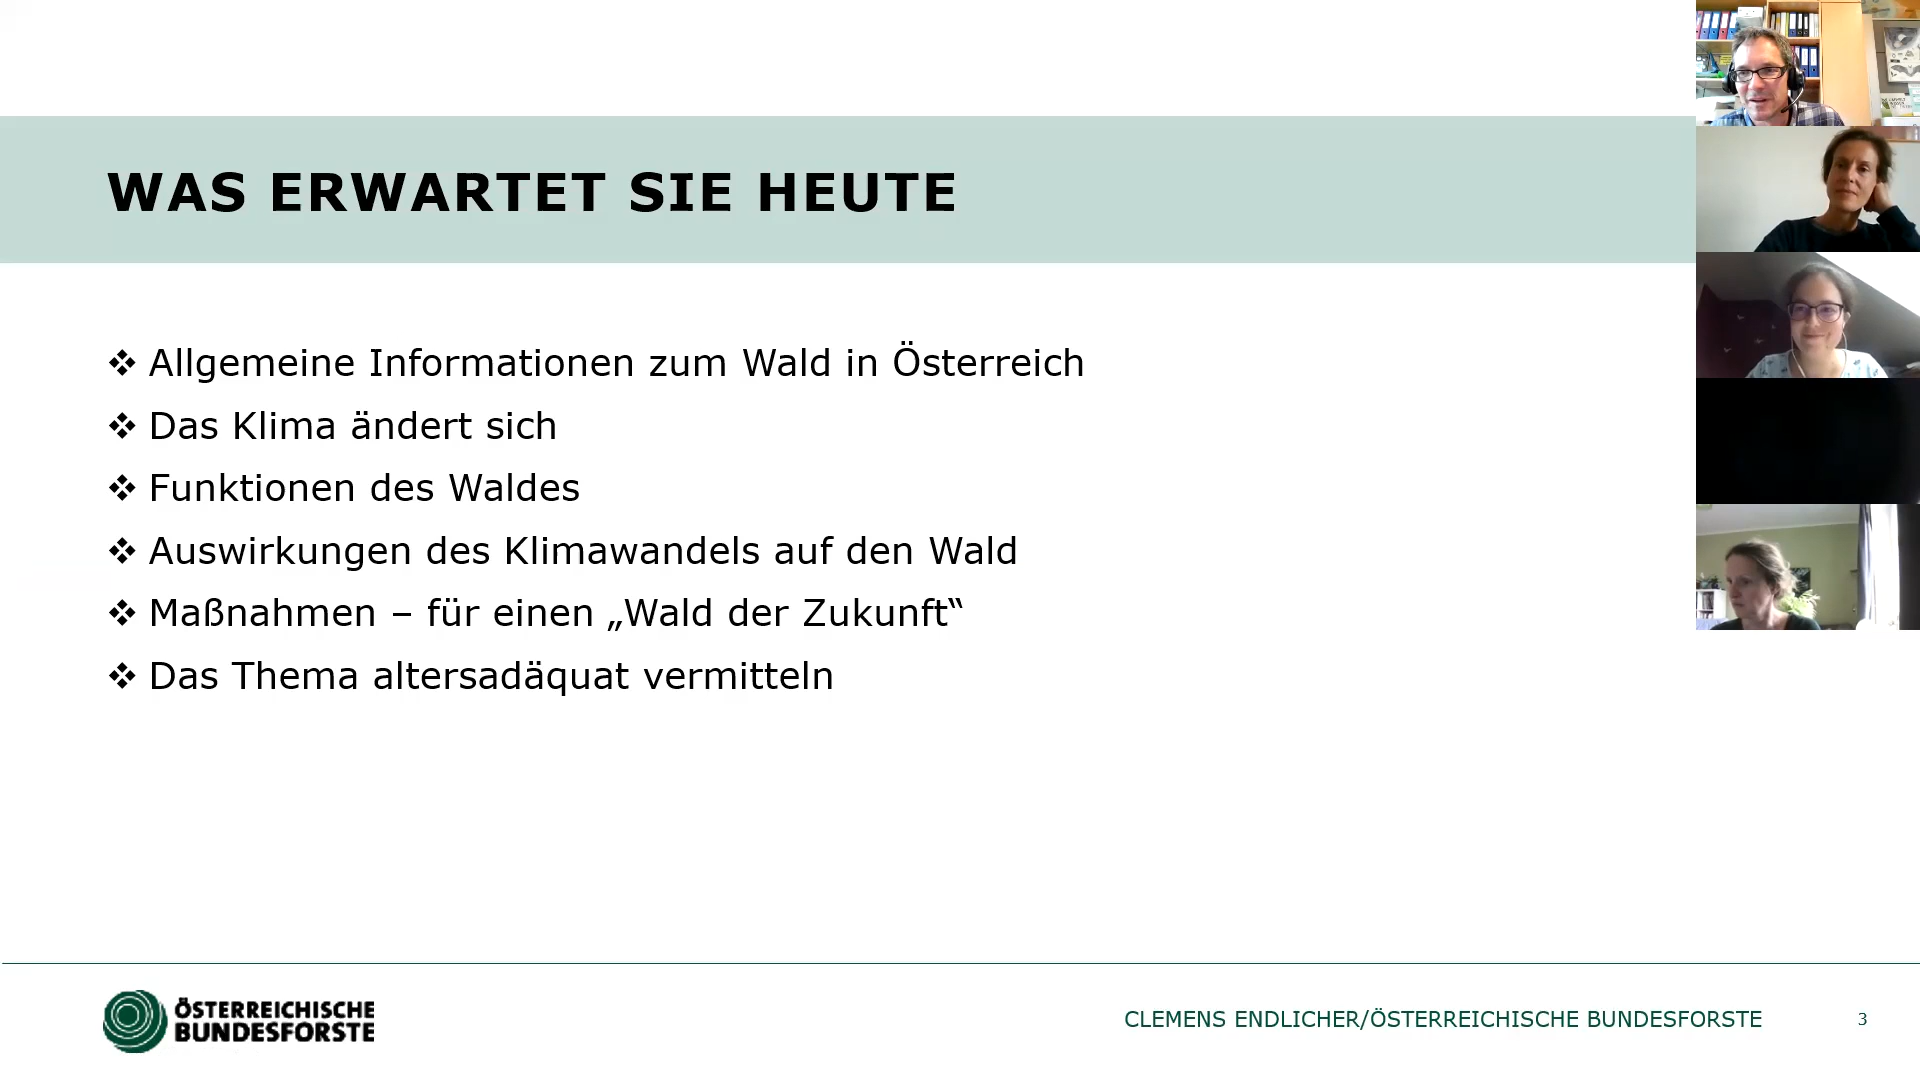 WAS ERWARTET SIE HEUTE
❖ Allgemeine Informationen zum Wald in Österreich
❖ Das Klima ändert sich
❖ Funktionen des Waldes
❖ Auswirkungen des Klimawandels auf den Wald
❖ Maßnahmen – für einen „Wald der Zukunft“
❖ Das Thema altersadäquat vermitteln
ÖSTERREICHISCHE
BUNDESFORSTE
CLEMENS ENDLICHER/ÖSTERREICHISCHE BUNDESFORSTE
3